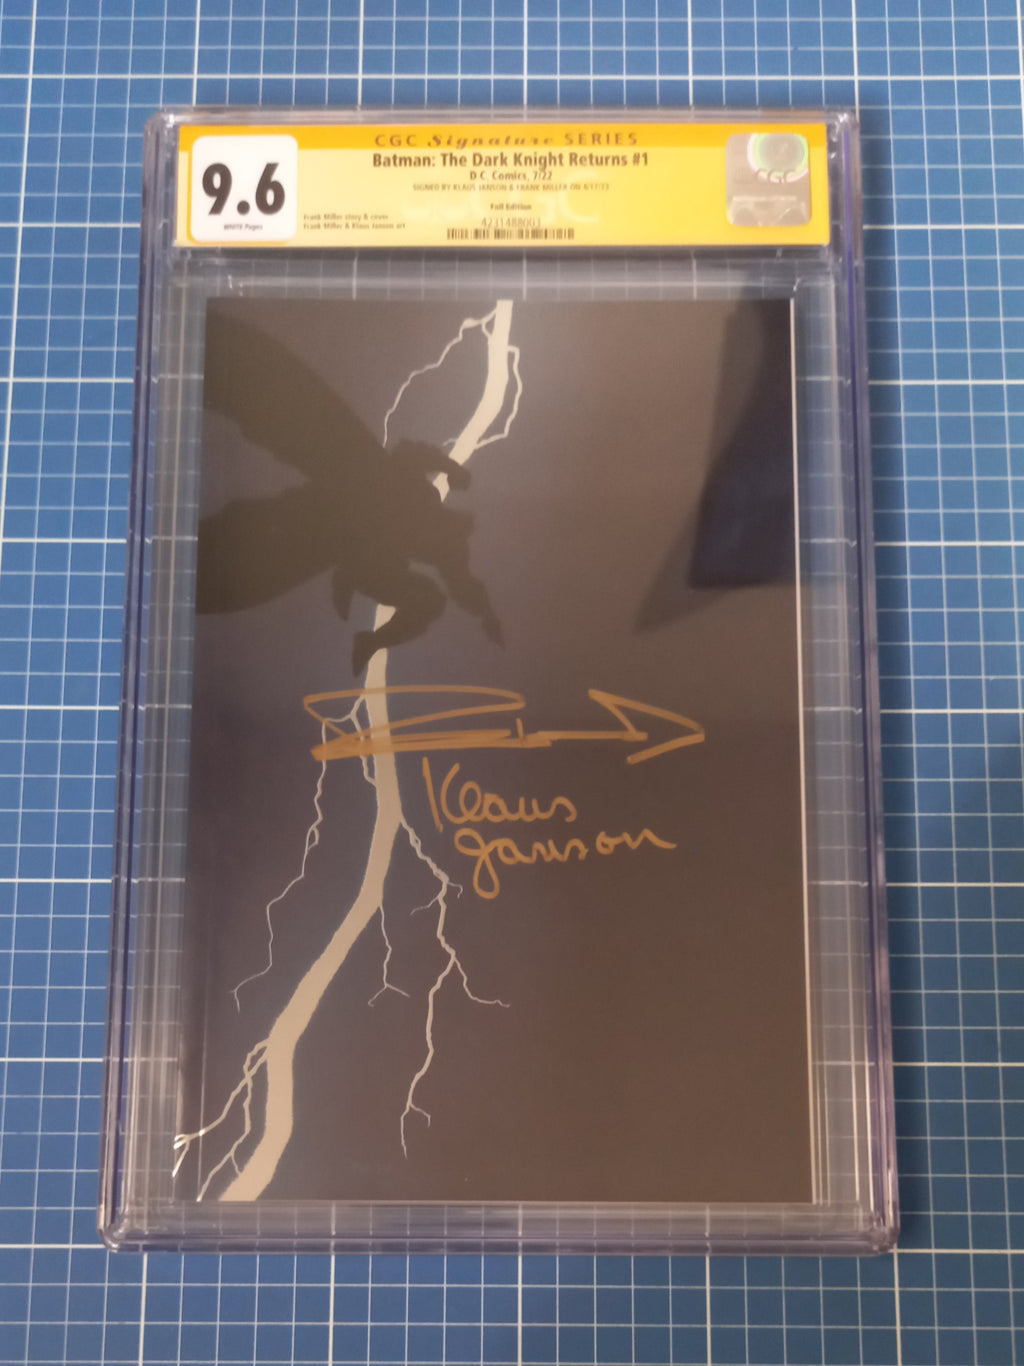 CGC Signature SERIES
Batman: The Dark Knight Returns #1
D.C. Comics, 7/22
SIGNED BY KLAUS JANSON & FRANK MILLER ON 6/17/23
Foil Edition
9.6
WHITE Pages
Frank Miller story & cover
Frank Miller & Klaus Janson art
4231488003
CGC
Klaus
Janson